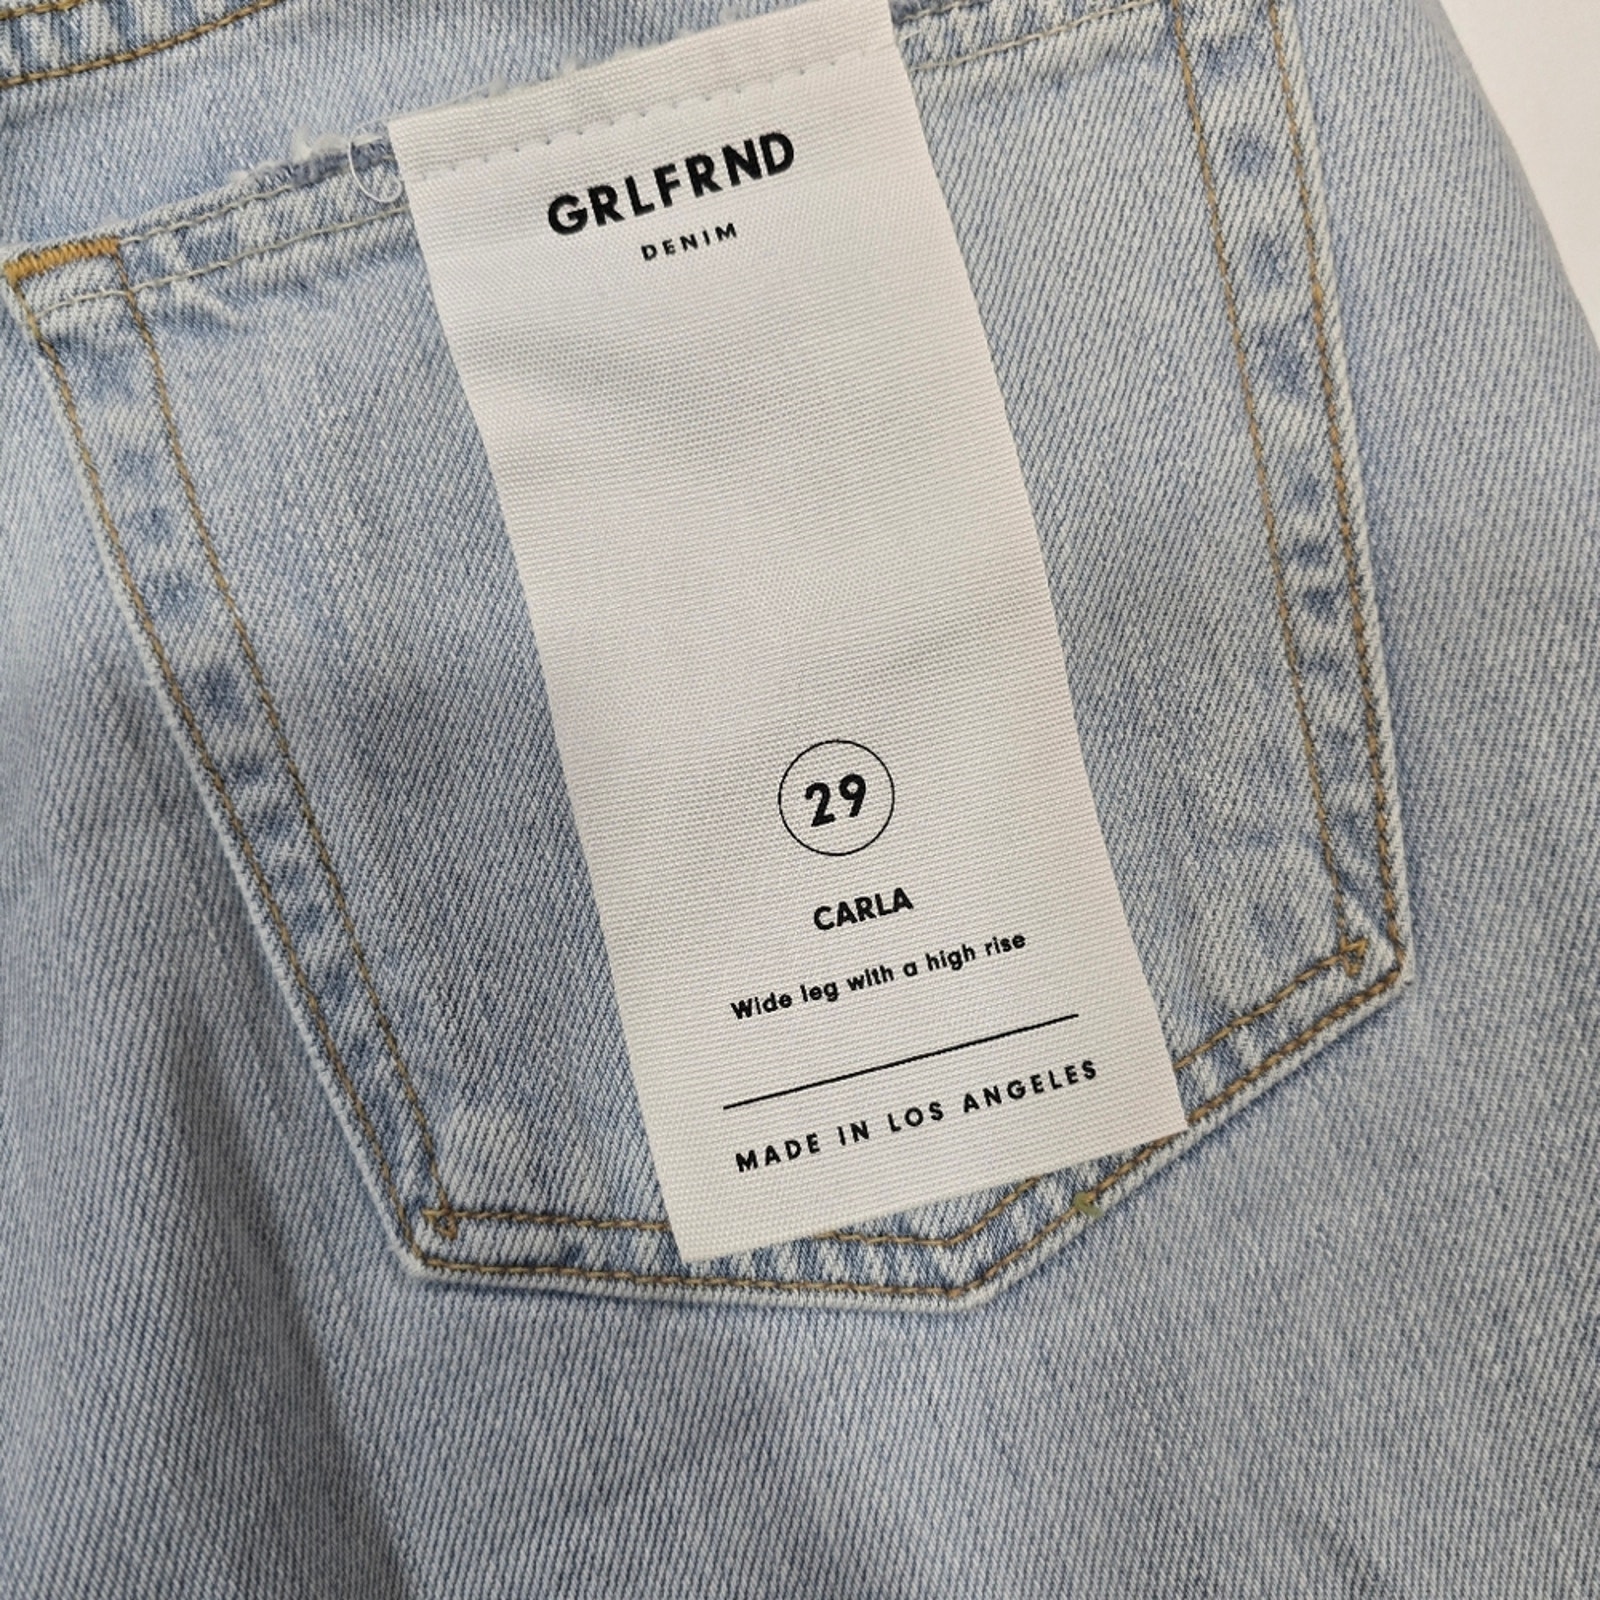 GRLFRND
DENIM
29
CARLA
Wide leg with a high rise
MADE IN LOS ANGELES